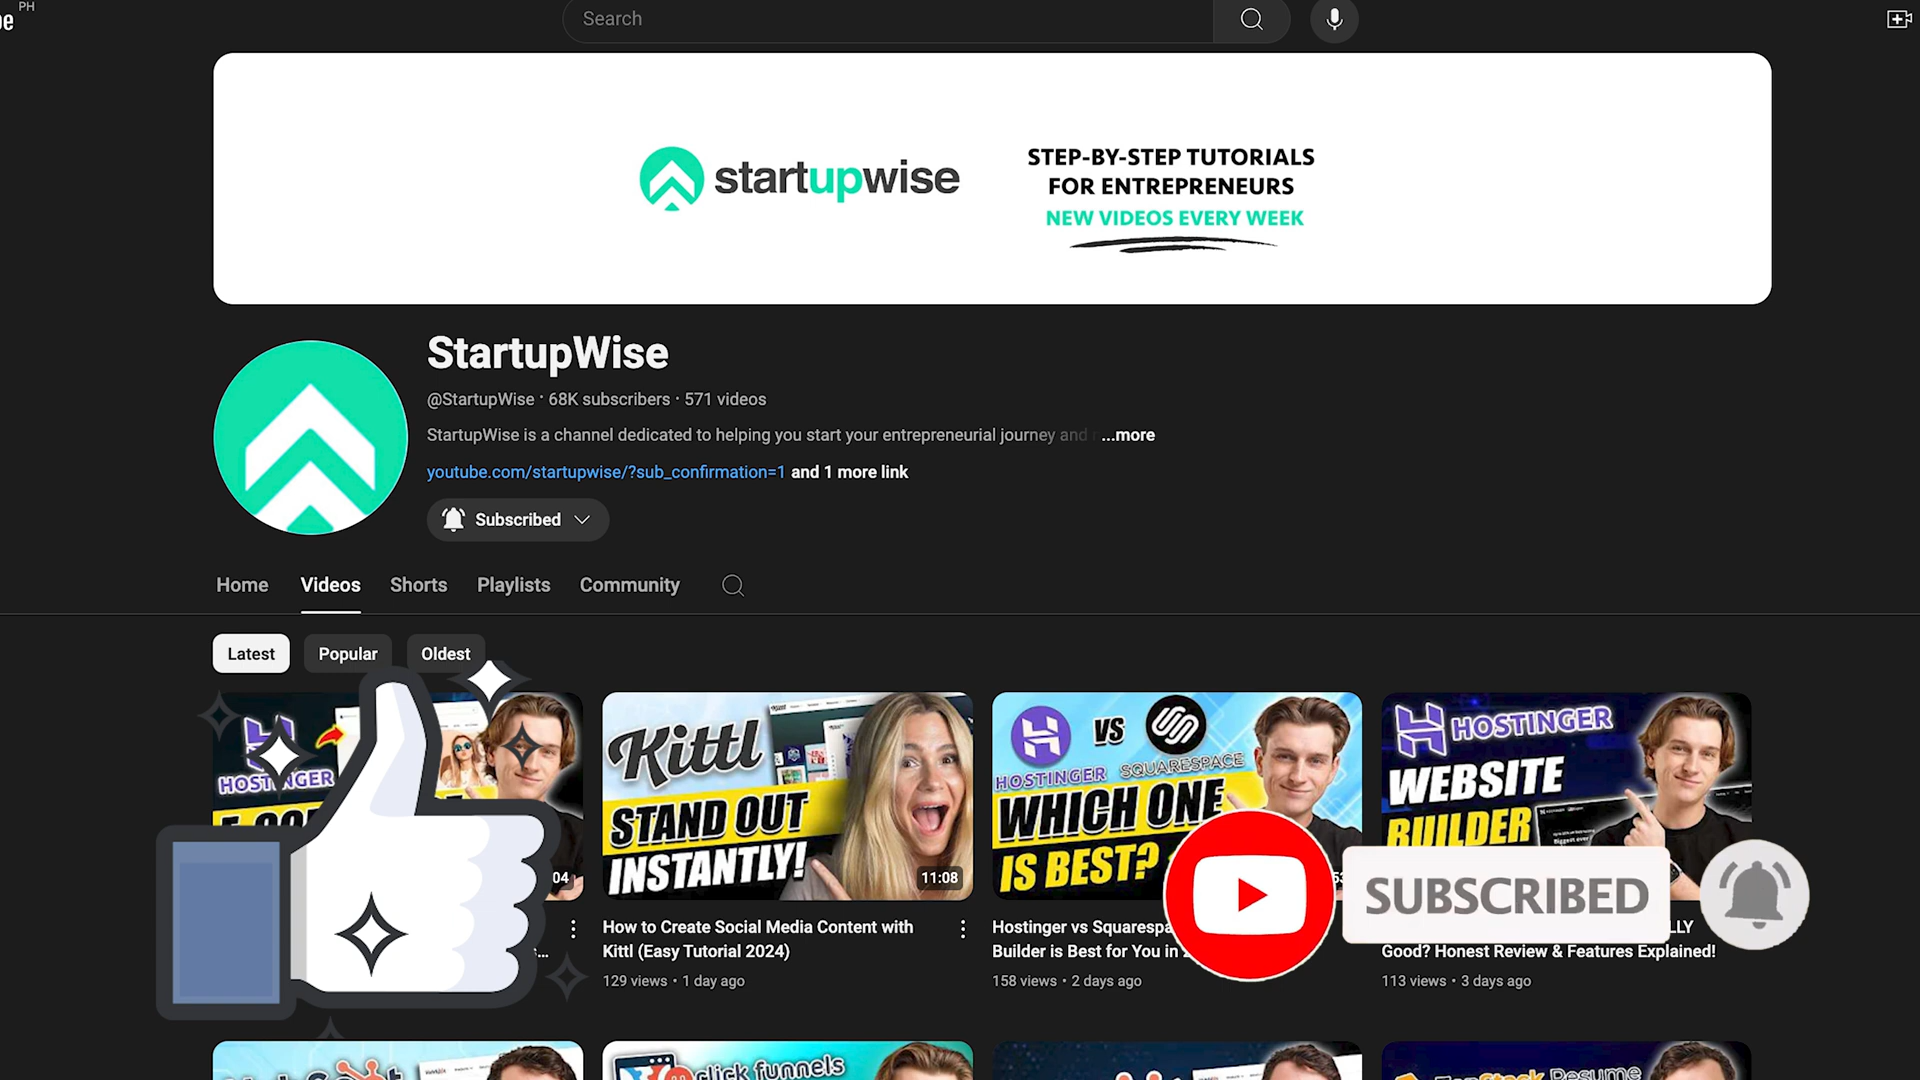 PH
Search
startupwise
STEP-BY-STEP TUTORIALS
FOR ENTREPRENEURS
NEW VIDEOS EVERY WEEK
StartupWise
@StartupWise · 68K subscribers · 571 videos
StartupWise is a channel dedicated to helping you start your entrepreneurial journey and ...more
youtube.com/startupwise/?sub_confirmation=1 and 1 more link
Subscribed
Home Videos Shorts Playlists Community
Latest Popular Oldest
HOSTINGER
04
Kittl
STAND OUT
INSTANTLY!
11:08
VS
HOSTINGER SQUARESPACE
WHICH ONE
IS BEST?
HOSTINGER
WEBSITE
BUILDER
SUBSCRIBED
How to Create Social Media Content with
Kittl (Easy Tutorial 2024)
129 views · 1 day ago
Hostinger vs
Builder is Best for You in
158 views · 2 days ago
LLY
Good? Honest Review & Features Explained!
113 views · 3 days ago
click funnels